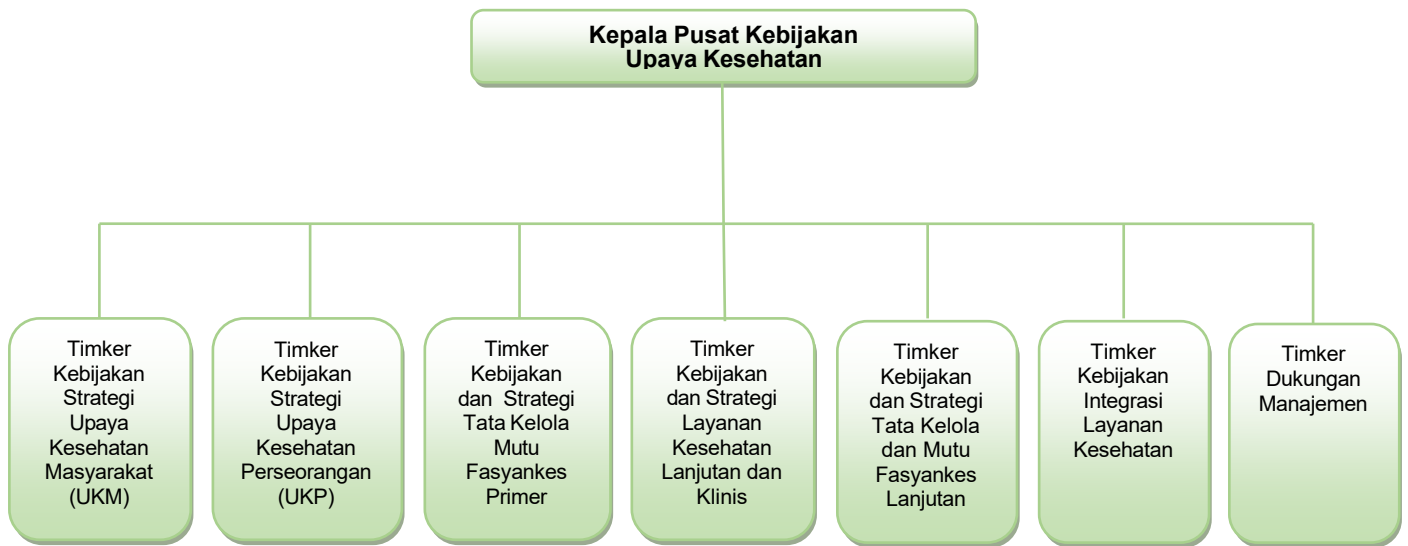 Kepala Pusat Kebijakan
Upaya Kesehatan
Timker
Kebijakan
Strategi
Upaya
Kesehatan
Masyarakat
(UKM)
Timker
Kebijakan
Strategi
Upaya
Kesehatan
Perseorangan
(UKP)
Timker
Kebijakan
dan Strategi
Tata Kelola
Mutu
Fasyankes
Primer
Timker
Kebijakan
dan Strategi
Layanan
Kesehatan
Lanjutan dan
Klinis
Timker
Kebijakan
dan Strategi
Tata Kelola
dan Mutu
Fasyankes
Lanjutan
Timker
Kebijakan
Integrasi
Layanan
Kesehatan
Timker
Dukungan
Manajemen